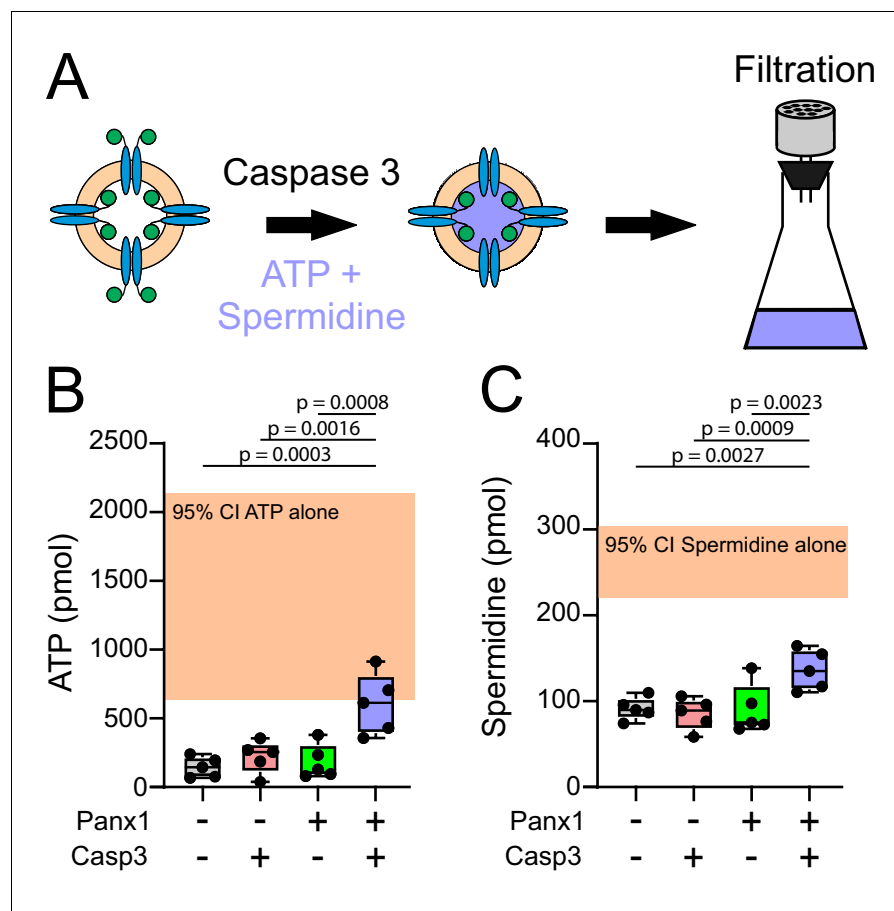 A
Filtration
Caspase 3
ATP +
Spermidine
B
p = 0.0008
p = 0.0016
p = 0.0003
2500
2000
1500
1000
500
0
ATP (pmol)
95% CI ATP alone
Panx1 - - + +
Casp3 - + - +
C
p = 0.0023
p = 0.0009
p = 0.0027
400
300
200
100
0
Spermidine (pmol)
95% CI Spermidine alone
- - + +
- + - +